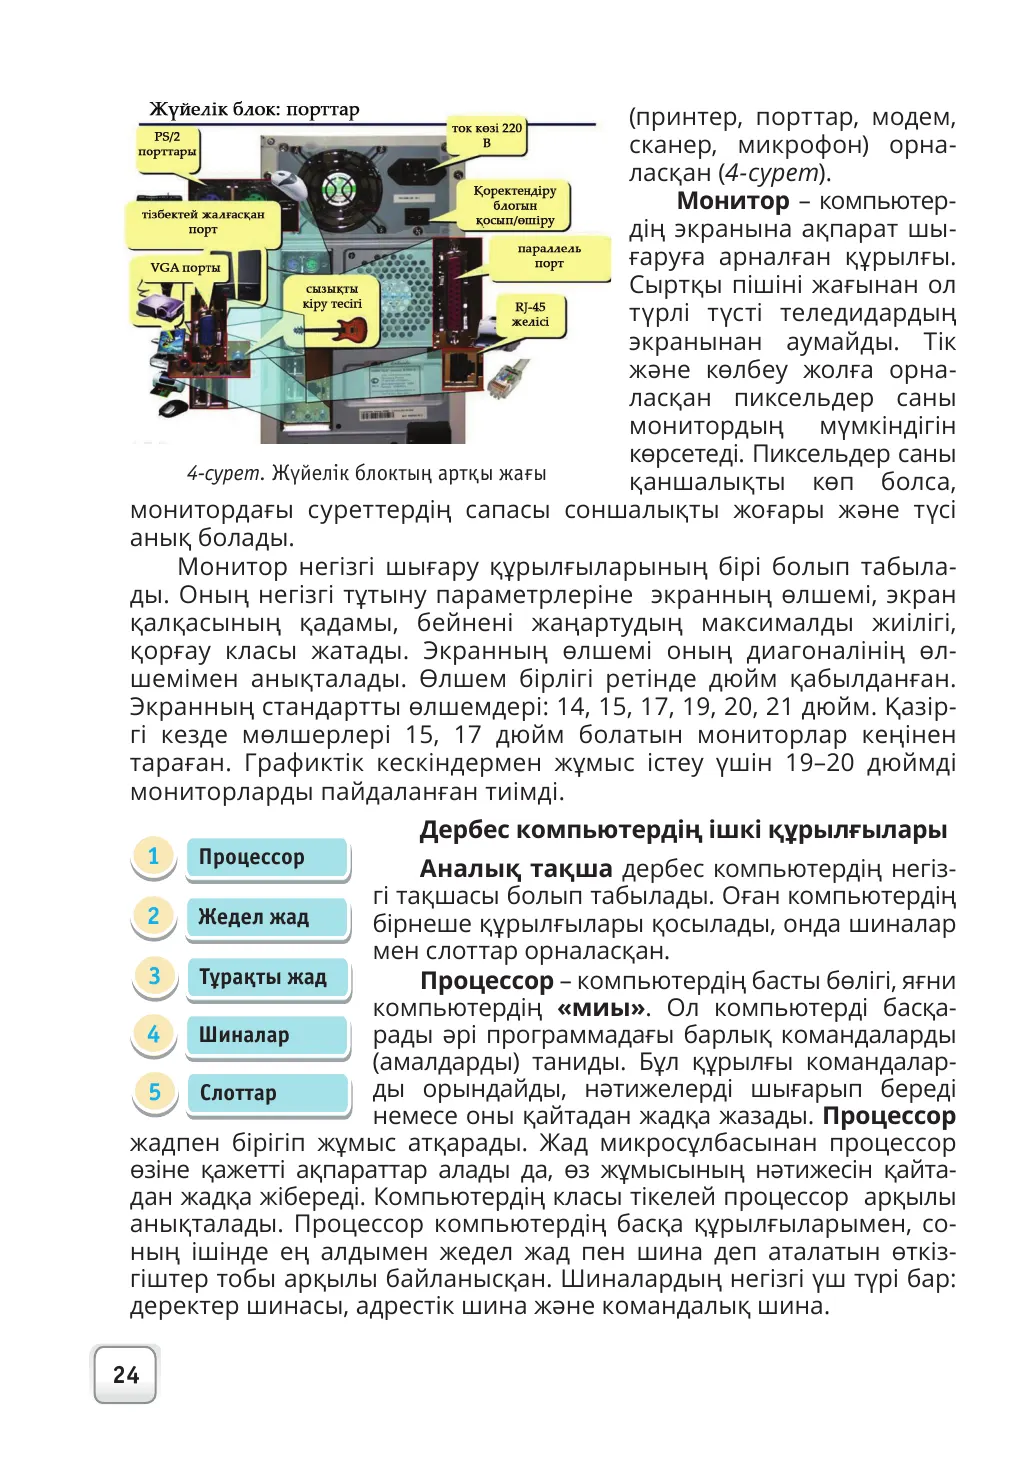 Жүйелік блок: порттар
PS/2
порттары
ток көзі 220
В
Қоректендіру
блогын
қосып/өшіру
тізбектей жалғасқан
порт
параллель
порт
VGA порты
сызықты
кіру тесігі
RJ-45
желісі
4-сурет. Жүйелік блоктың артқы жағы
(принтер, порттар, модем,
сканер, микрофон) орна-
ласқан (4-сурет).
Монитор – компьютер-
дің экранына ақпарат шы-
ғаруға арналған құрылғы.
Сыртқы пішіні жағынан ол
түрлі түсті теледидардың
экранынан аумайды. Тік
және көлбеу жолға орна-
ласқан пиксельдер саны
монитордың мүмкіндігін
көрсетеді. Пиксельдер саны
қаншалықты көп болса,
монитордағы суреттердің сапасы соншалықты жоғары және түсі
анық болады.
Монитор негізгі шығару құрылғыларының бірі болып табыла-
ды. Оның негізгі тұтыну параметрлеріне экранның өлшемі, экран
қалқасының қадамы, бейнені жаңартудың максималды жиілігі,
қорғау класы жатады. Экранның өлшемі оның диагоналінің өл-
шемімен анықталады. Өлшем бірлігі ретінде дюйм қабылданған.
Экранның стандартты өлшемдері: 14, 15, 17, 19, 20, 21 дюйм. Қазір-
гі кезде мөлшерлері 15, 17 дюйм болатын мониторлар кеңінен
тараған. Графиктік кескіндермен жұмыс істеу үшін 19–20 дюймді
мониторларды пайдаланған тиімді.
1 Процессор
2 Жедел жад
3 Тұрақты жад
4 Шиналар
5 Слоттар
Дербес компьютердің ішкі құрылғылары
Аналық тақша дербес компьютердің негіз-
гі тақшасы болып табылады. Оған компьютердің
бірнеше құрылғылары қосылады, онда шиналар
мен слоттар орналасқан.
Процессор – компьютердің басты бөлігі, яғни
компьютердің «миы». Ол компьютерді басқа-
рады әрі программадағы барлық командаларды
(амалдарды) таниды. Бұл құрылғы командалар-
ды орындайды, нәтижелерді шығарып береді
немесе оны қайтадан жадқа жазады. Процессор
жадпен бірігіп жұмыс атқарады. Жад микросұлбасынан процессор
өзіне қажетті ақпараттар алады да, өз жұмысының нәтижесін қайта-
дан жадқа жібереді. Компьютердің класы тікелей процессор арқылы
анықталады. Процессор компьютердің басқа құрылғыларымен, со-
ның ішінде ең алдымен жедел жад пен шина деп аталатын өткіз-
гіштер тобы арқылы байланысқан. Шиналардың негізгі үш түрі бар:
деректер шинасы, адрестік шина және командалық шина.
24